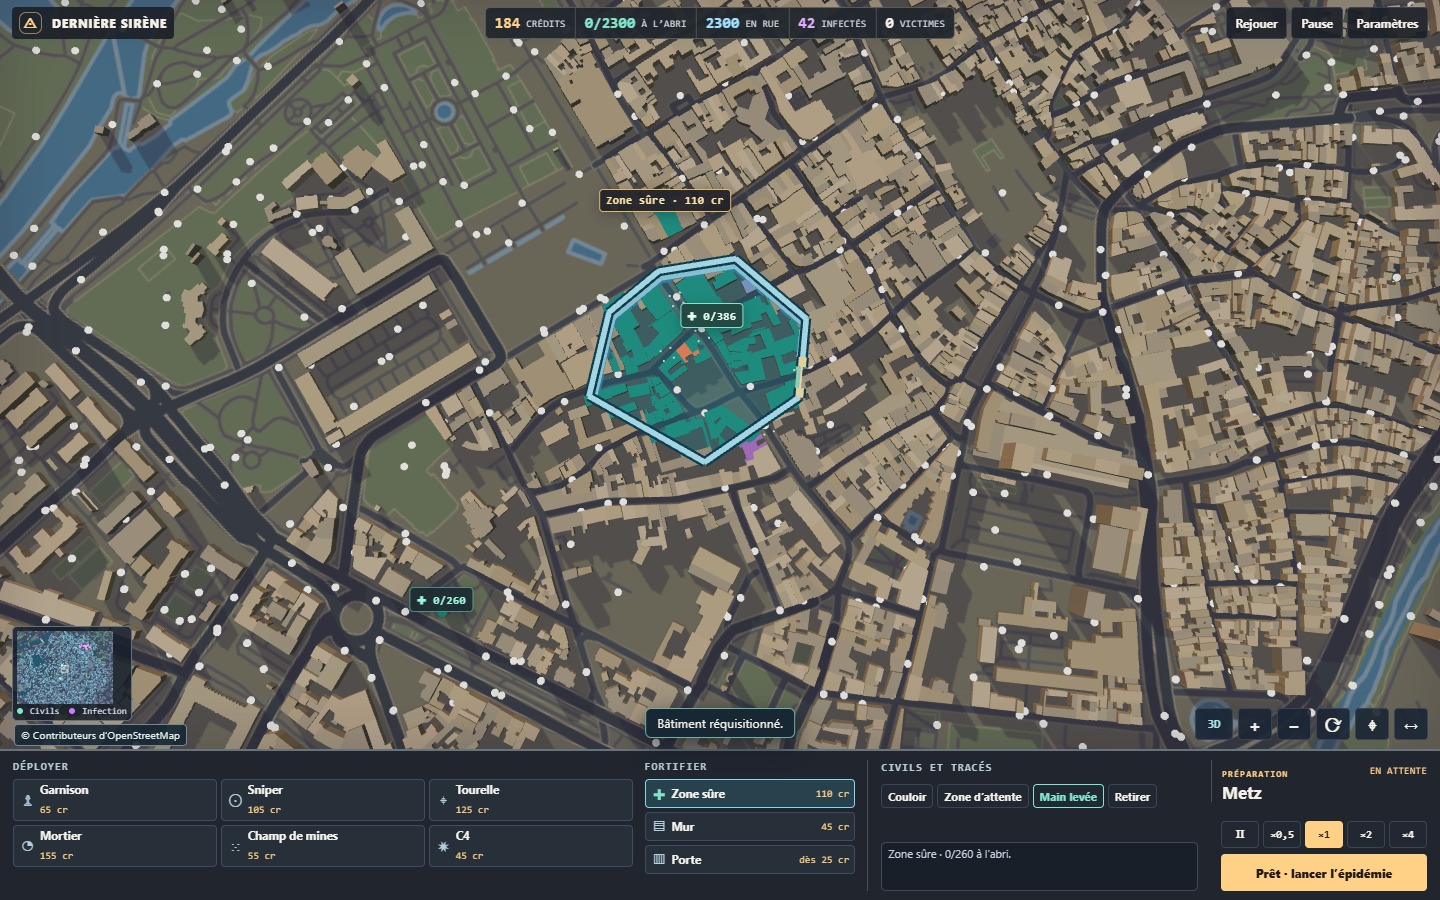 DERNIÈRE SIRÈNE
184 CRÉDITS
0/2300 À L'ABRI
2300 EN RUE
42 INFECTÉS
0 VICTIMES
Rejouer
Pause
Paramètres
Zone sûre · 110 cr
0/386
0/260
Civils
Infection
© Contributeurs d'OpenStreetMap
Bâtiment réquisitionné.
3D
DÉPLOYER
Garnison
65 cr
Sniper
105 cr
Tourelle
125 cr
Mortier
155 cr
Champ de mines
55 cr
C4
45 cr
FORTIFIER
Zone sûre 110 cr
Mur 45 cr
Porte dès 25 cr
CIVILS ET TRACÉS
Couloir
Zone d'attente
Main levée
Retirer
Zone sûre · 0/260 à l'abri.
PRÉPARATION
EN ATTENTE
Metz
×0,5
×1
×2
×4
Prêt · lancer l'épidémie